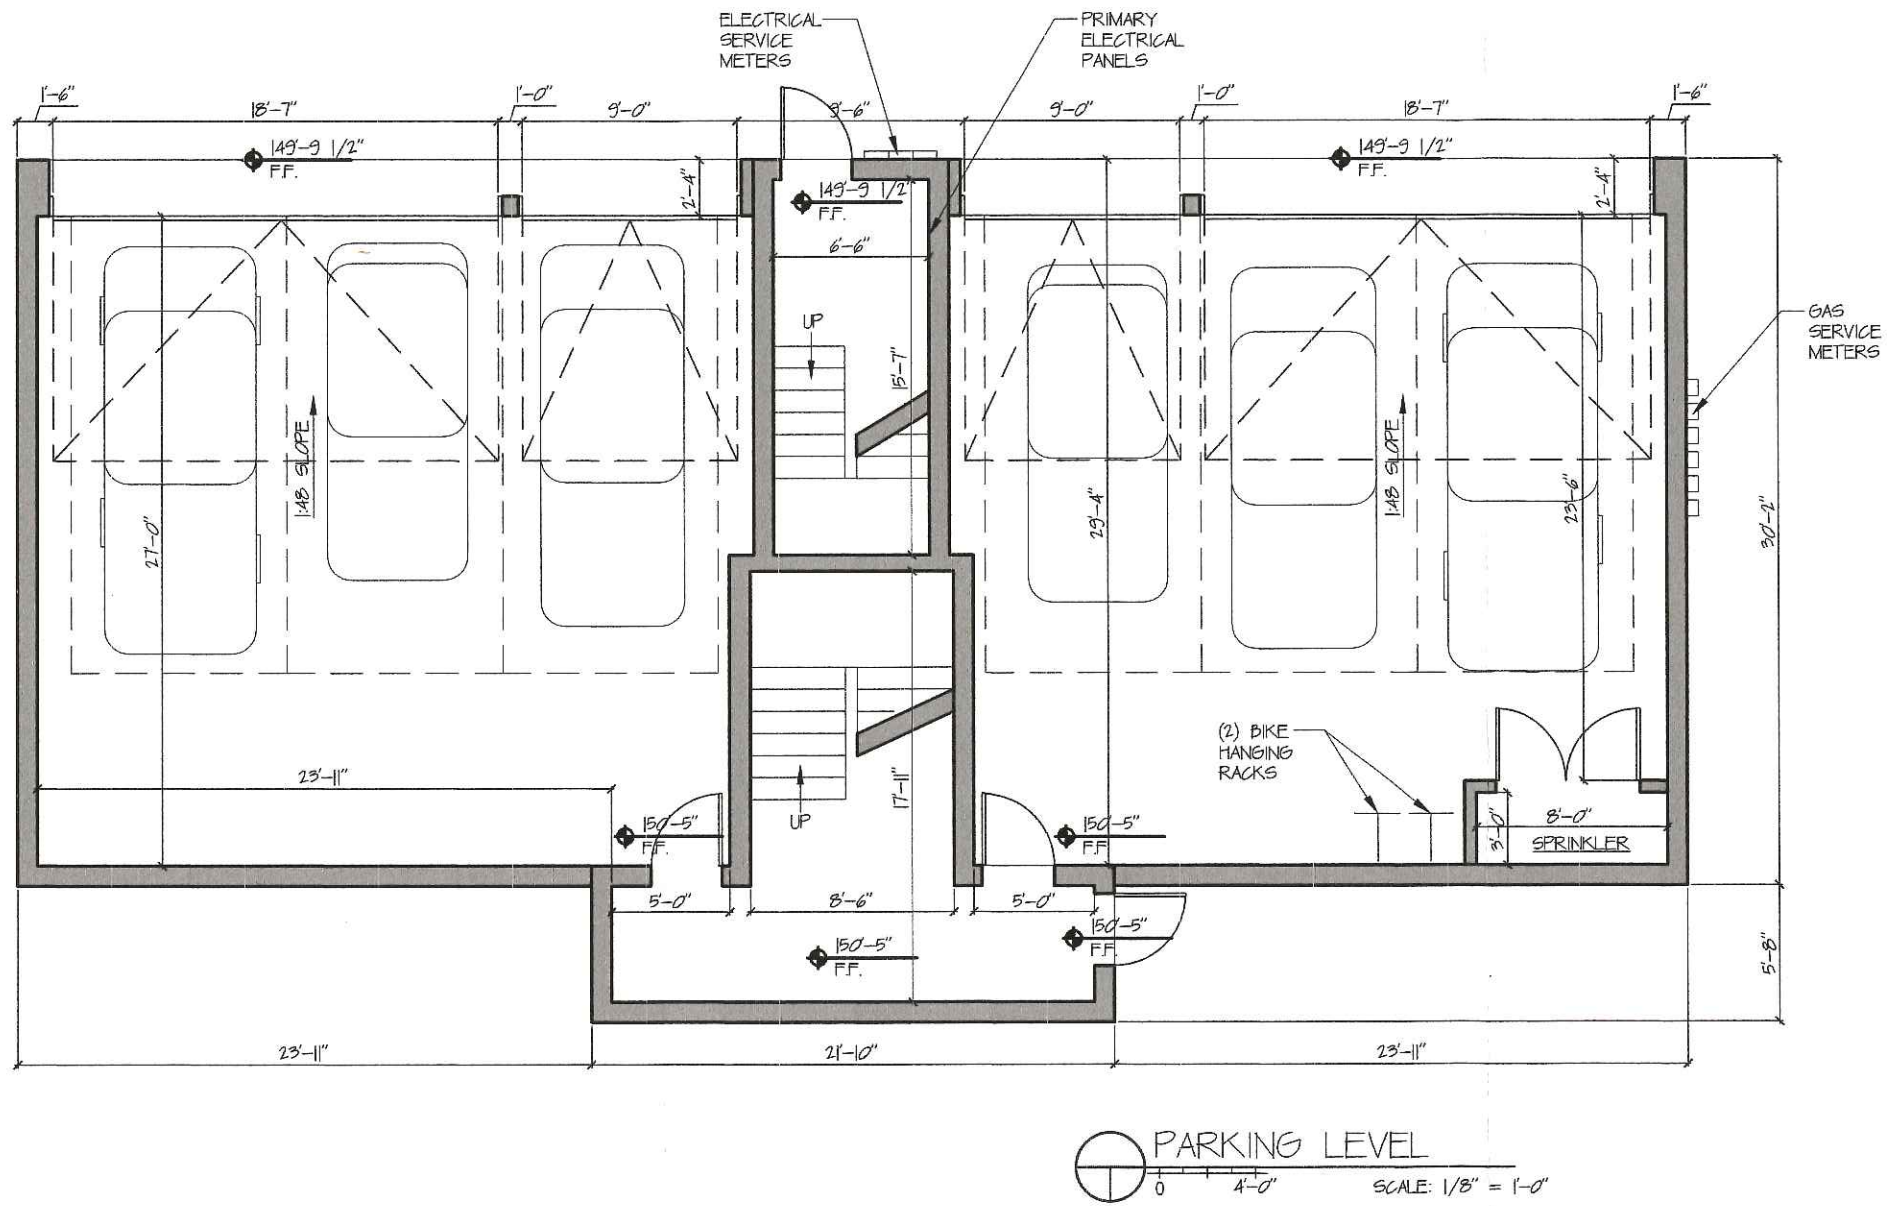 ELECTRICAL
SERVICE
METERS
PRIMARY
ELECTRICAL
PANELS
1'-6"
18'-7"
1'-0"
9'-0"
9'-6"
9'-0"
1'-0"
18'-7"
1'-6"
149'-9 1/2"
F.F.
2'-4"
149'-9 1/2"
F.F.
149'-9 1/2"
F.F.
2'-4"
6'-6"
UP
15'-7"
GAS
SERVICE
METERS
1:48 SLOPE
27'-0"
29'-4"
1:48 SLOPE
23'-6"
30'-2"
(2) BIKE
HANGING
RACKS
23'-11"
17'-11"
UP
150'-5"
F.F.
150'-5"
F.F.
3'-0"
8'-0"
SPRINKLER
5'-0"
8'-6"
5'-0"
150'-5"
F.F.
150'-5"
F.F.
5'-8"
23'-11"
21'-10"
23'-11"
PARKING LEVEL
0 4'-0" SCALE: 1/8" = 1'-0"